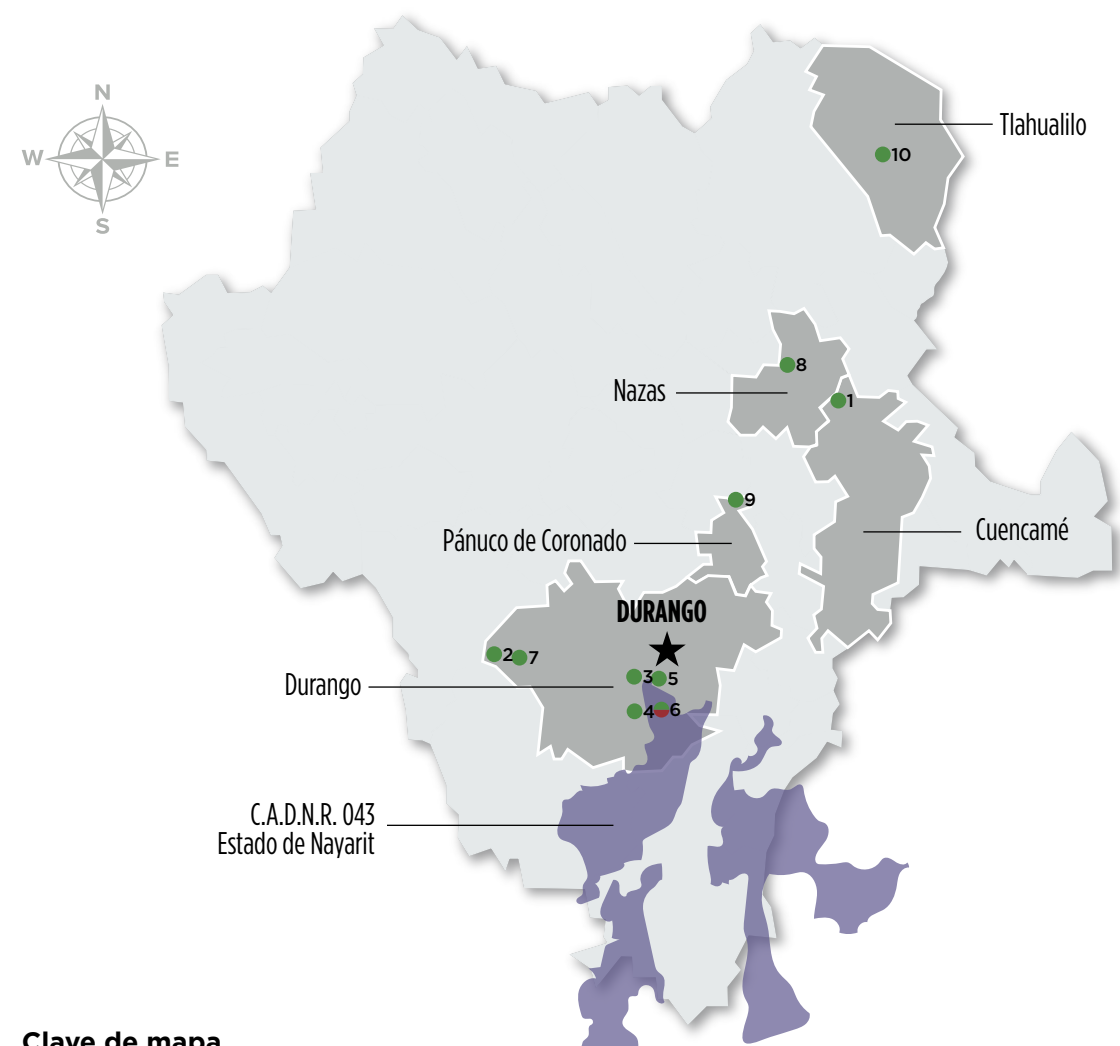 N
W
E
S
Tlahualilo
10
8
Nazas
1
9
Pánuco de Coronado
Cuencamé
DURANGO
2
7
3
5
Durango
4
6
C.A.D.N.R. 043
Estado de Nayarit
Clave de mapa